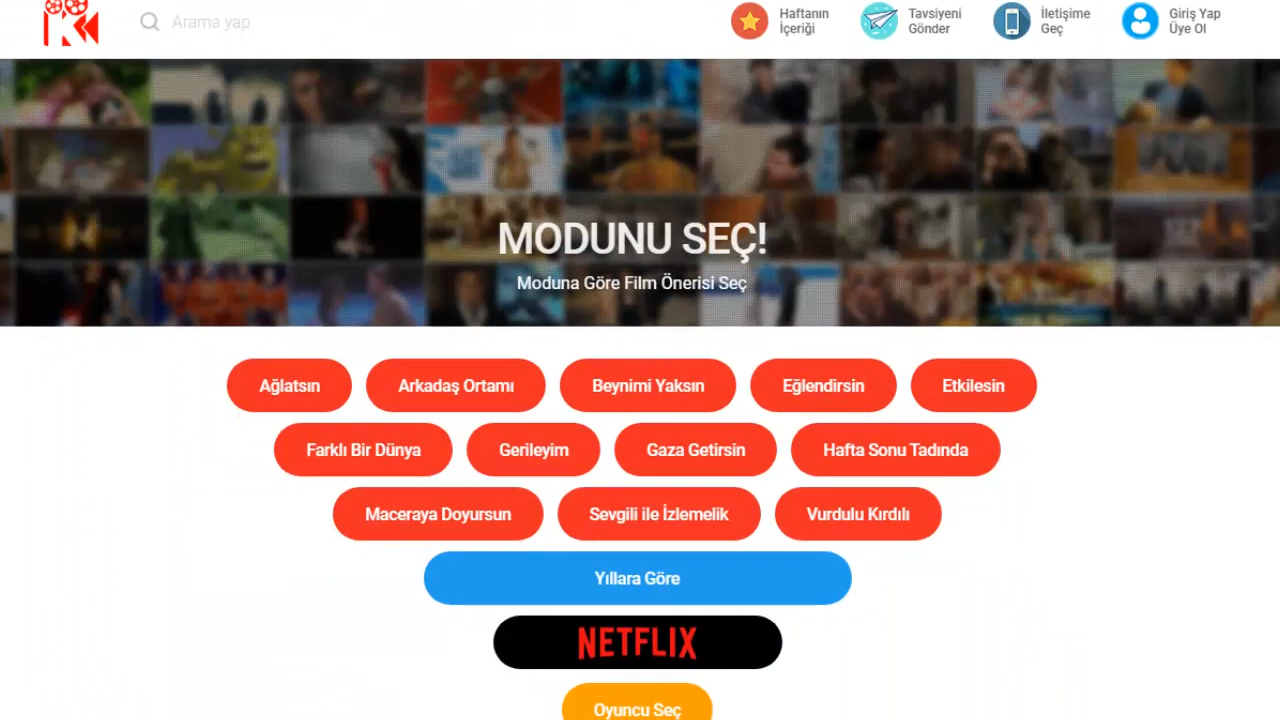 Arama yap
Haftanın
İçeriği
Tavsiyeni
Gönder
İletişime
Geç
Giriş Yap
Üye Ol
MODUNU SEÇ!
Moduna Göre Film Önerisi Seç
Ağlatsın
Arkadaş Ortamı
Beynimi Yaksın
Eğlendirsin
Etkilesin
Farklı Bir Dünya
Gerileyim
Gaza Getirsin
Hafta Sonu Tadında
Maceraya Doyursun
Sevgili ile İzlemelik
Vurdulu Kırdılı
Yıllara Göre
NETFLIX
Oyuncu Seç